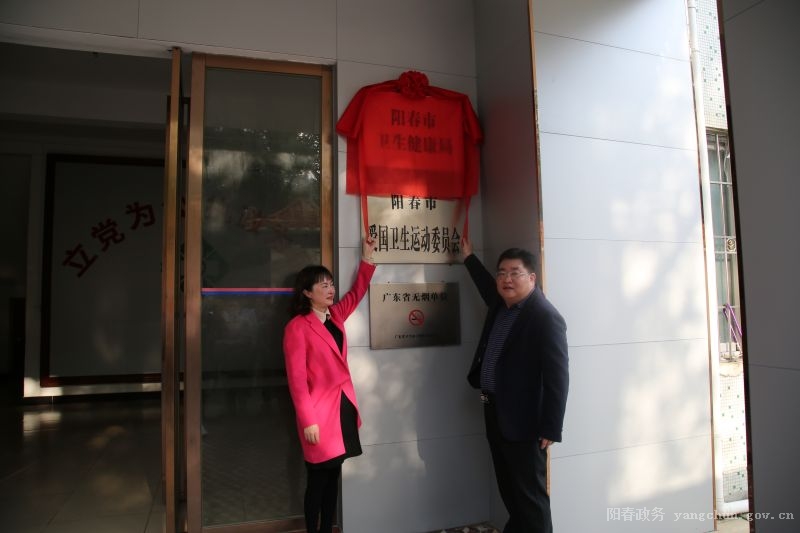 阳春市
卫生健康局
阳春市
爱国卫生运动委员会
广东省无烟单位
立党为
阳春政务 yangchun.gov.cn